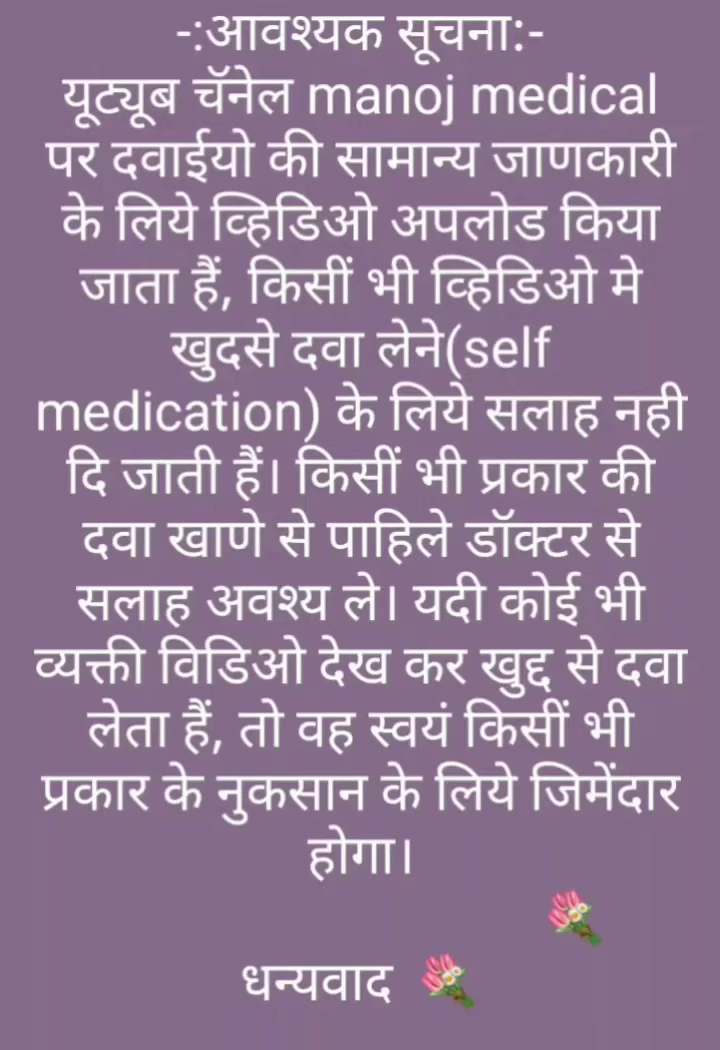 -:आवश्यक सूचना:-
यूट्यूब चॅनेल manoj medical
पर दवाईयो की सामान्य जाणकारी
के लिये व्हिडिओ अपलोड किया
जाता हैं, किसीं भी व्हिडिओ मे
खुदसे दवा लेने(self
medication) के लिये सलाह नही
दि जाती हैं। किसीं भी प्रकार की
दवा खाणे से पाहिले डॉक्टर से
सलाह अवश्य ले। यदी कोई भी
व्यक्ती विडिओ देख कर खुद्द से दवा
लेता हैं, तो वह स्वयं किसीं भी
प्रकार के नुकसान के लिये जिमेंदार
होगा।
धन्यवाद